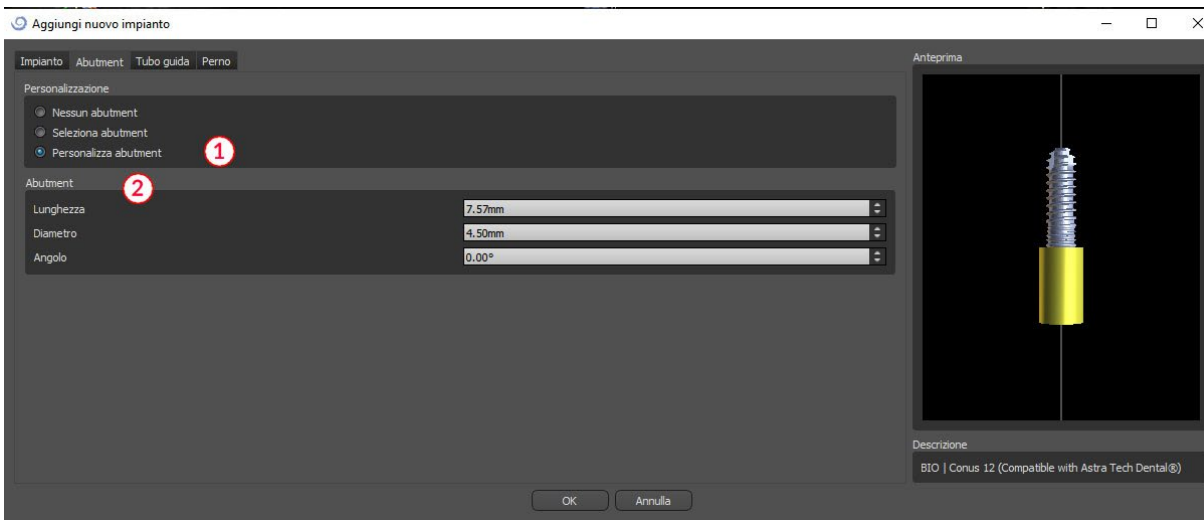 Aggiungi nuovo impianto
Impianto Abutment Tubo guida Perno
Personalizzazione
Nessun abutment
Seleziona abutment
Personalizza abutment 1
Abutment 2
Lunghezza 7.57mm
Diametro 4.50mm
Angolo 0.00°
Anteprima
Descrizione
BIO | Conus 12 (Compatible with Astra Tech Dental®)
OK Annulla